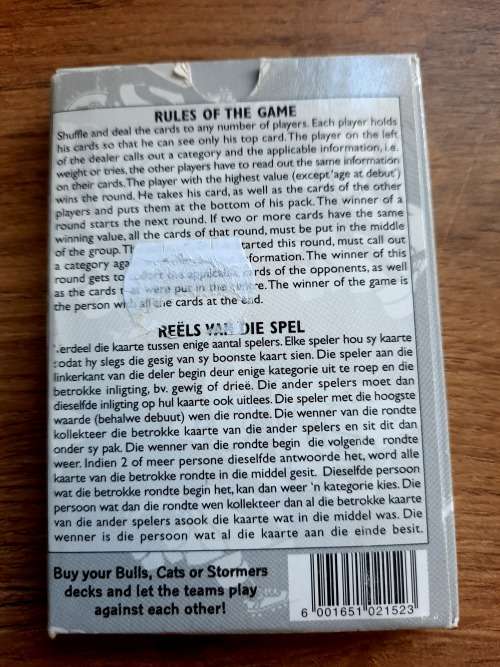 RULES OF THE GAME
Shuffle and deal the cards to any number of players. Each player holds
his cards so that he can see only his top card. The player on the left
of the dealer calls out a category and the applicable information, i.e.
weight or tries, the other players have to read out the same information
on their cards. The player with the highest value (except 'age at debut')
wins the round. He takes his card, as well as the cards of the other
players and puts them at the bottom of his pack. The winner of a
round starts the next round. If two or more cards have the same
winning value, all the cards of that round, must be put in the middle
of the group. started this round, must call out
a category formation. The winner of this
round gets to collect the applicable cards of the opponents, as well
as the cards that were put in the centre. The winner of the game is
the person with all the cards at the end.
REËLS VAN DIE SPEL
Verdeel die kaarte tussen enige aantal spelers. Elke speler hou sy kaarte
sodat hy slegs die gesig van sy boonste kaart sien. Die speler aan die
linkerkant van die deler begin deur enige kategorie uit te roep en die
betrokke inligting, bv. gewig of drieë. Die ander spelers moet dan
dieselfde inligting op hul kaarte ook uitlees. Die speler met die hoogste
waarde (behalwe debuut) wen die rondte. Die wenner van die rondte
kollekteer die betrokke kaarte van die ander spelers en sit dit dan
onder sy pak. Die wenner van die rondte begin die volgende rondte
weer. Indien 2 of meer persone dieselfde antwoorde het, word alle
kaarte van die betrokke rondte in die middel gesit. Dieselfde persoon
wat die betrokke rondte begin het, kan dan weer 'n kategorie kies. Die
persoon wat dan die rondte wen kollekteer dan al die betrokke kaarte
van die ander spelers asook die kaarte wat in die middel was. Die
wenner is die persoon wat al die kaarte aan die einde besit.
Buy your Bulls, Cats or Stormers
decks and let the teams play
against each other!
6 001651 021523